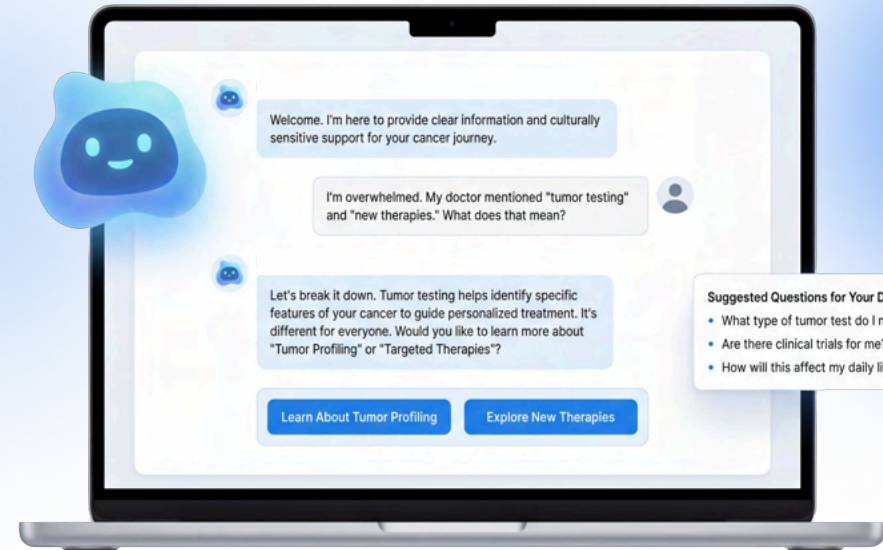 Welcome. I'm here to provide clear information and culturally
sensitive support for your cancer journey.
I'm overwhelmed. My doctor mentioned "tumor testing"
and "new therapies." What does that mean?
Let's break it down. Tumor testing helps identify specific
features of your cancer to guide personalized treatment. It's
different for everyone. Would you like to learn more about
"Tumor Profiling" or "Targeted Therapies"?
Learn About Tumor Profiling
Explore New Therapies
Suggested Questions for Your
• What type of tumor test do I
• Are there clinical trials for me?
• How will this affect my daily